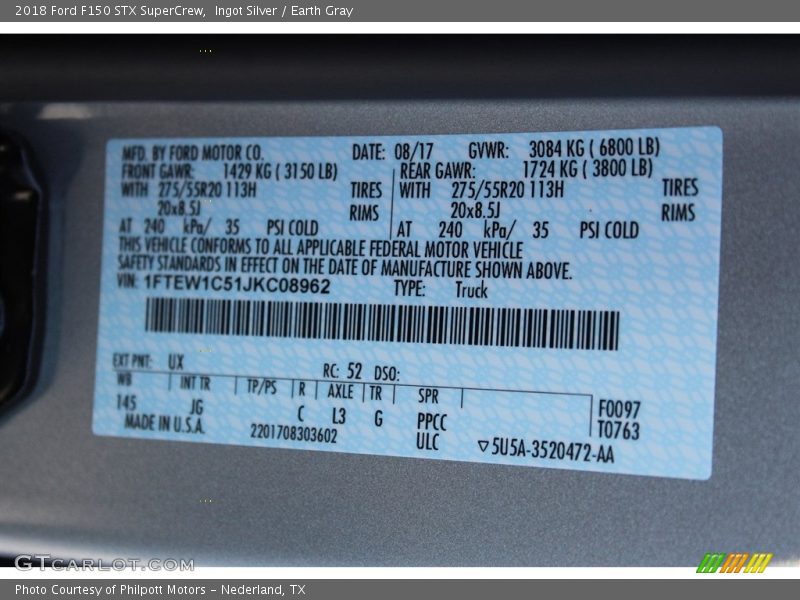 2018 Ford F150 STX SuperCrew, Ingot Silver / Earth Gray
MFD. BY FORD MOTOR CO. DATE: 08/17 GVWR: 3084 KG ( 6800 LB)
FRONT GAWR: 1429 KG ( 3150 LB) REAR GAWR: 1724 KG ( 3800 LB)
WITH 275/55R20 113H TIRES WITH 275/55R20 113H TIRES
20x8.5J RIMS 20x8.5J RIMS
AT 240 kPa/ 35 PSI COLD AT 240 kPa/ 35 PSI COLD
THIS VEHICLE CONFORMS TO ALL APPLICABLE FEDERAL MOTOR VEHICLE
SAFETY STANDARDS IN EFFECT ON THE DATE OF MANUFACTURE SHOWN ABOVE.
VIN: 1FTEW1C51JKC08962 TYPE: Truck
EXT PNT: UX RC: 52 DSO:
WB INT TR TP/PS R AXLE TR SPR
145 JG C L3 G PPCC F0097
MADE IN U.S.A. 2201708303602 ULC T0763
▽5U5A-3520472-AA
GTCARLOT.COM
Photo Courtesy of Philpott Motors - Nederland, TX